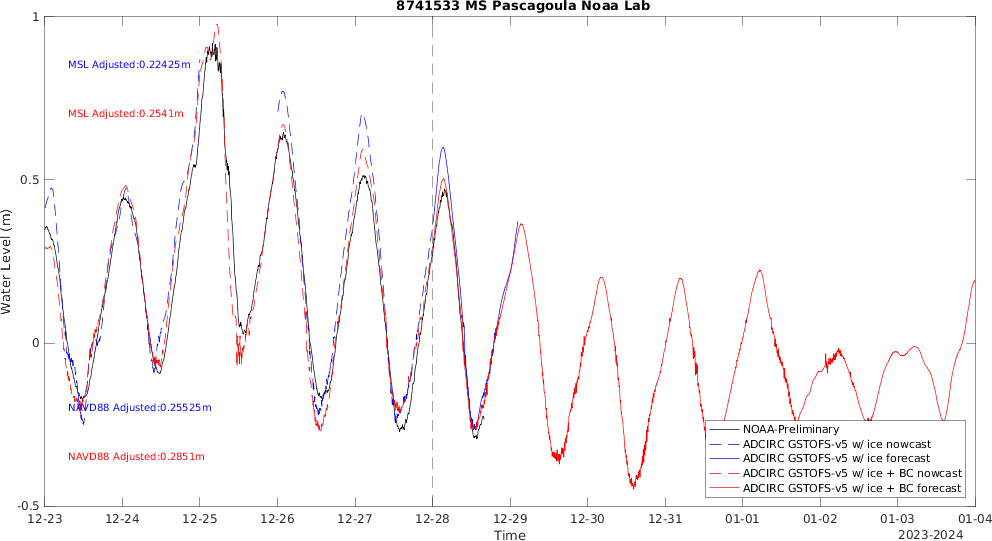 8741533 MS Pascagoula Noaa Lab
1
0.5
0
-0.5
Water Level (m)
MSL Adjusted:0.22425m
MSL Adjusted:0.2541m
NAVD88 Adjusted:0.25525m
NAVD88 Adjusted:0.2851m
NOAA-Preliminary
ADCIRC GSTOFS-v5 w/ ice nowcast
ADCIRC GSTOFS-v5 w/ ice forecast
ADCIRC GSTOFS-v5 w/ ice + BC nowcast
ADCIRC GSTOFS-v5 w/ ice + BC forecast
12-23 12-24 12-25 12-26 12-27 12-28 12-29 12-30 12-31 01-01 01-02 01-03 01-04
Time
2023-2024